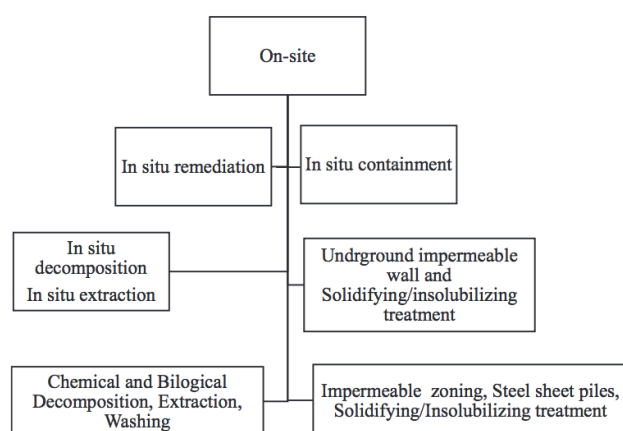 On-site
In situ remediation
In situ containment
In situ
decomposition
In situ extraction
Undrground impermeable
wall and
Solidifying/insolubilizing
treatment
Chemical and Bilogical
Decomposition, Extraction,
Washing
Impermeable zoning, Steel sheet piles,
Solidifying/Insolubilizing treatment